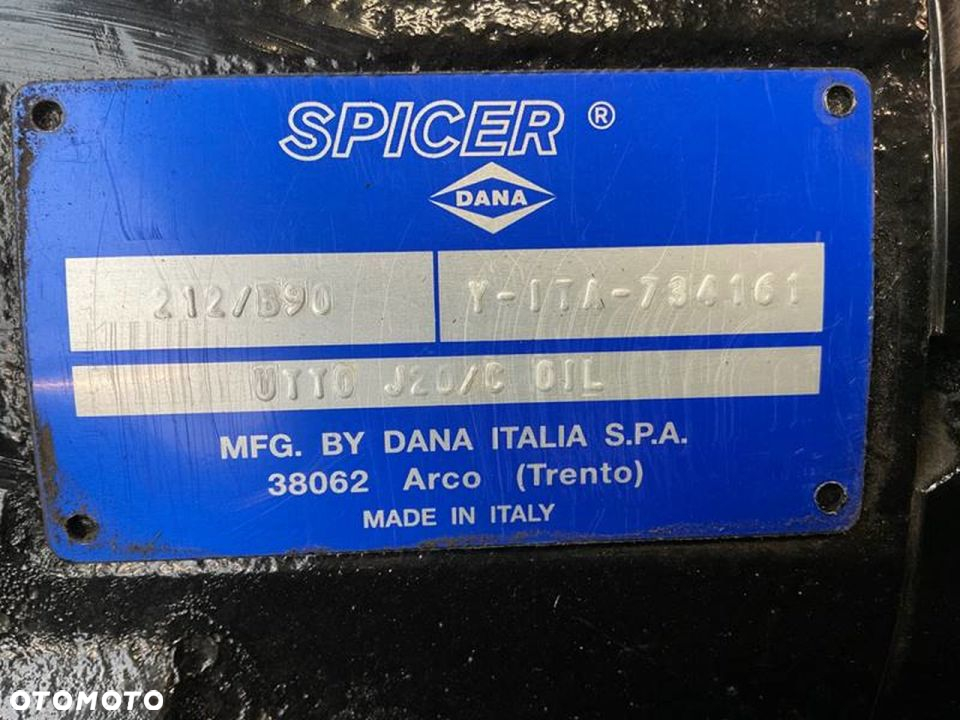 SPICER ®
DANA
212/B90 Y-ITA-734161
UTTO J20/C OIL
MFG. BY DANA ITALIA S.P.A.
38062 Arco (Trento)
MADE IN ITALY
OTOMOTO